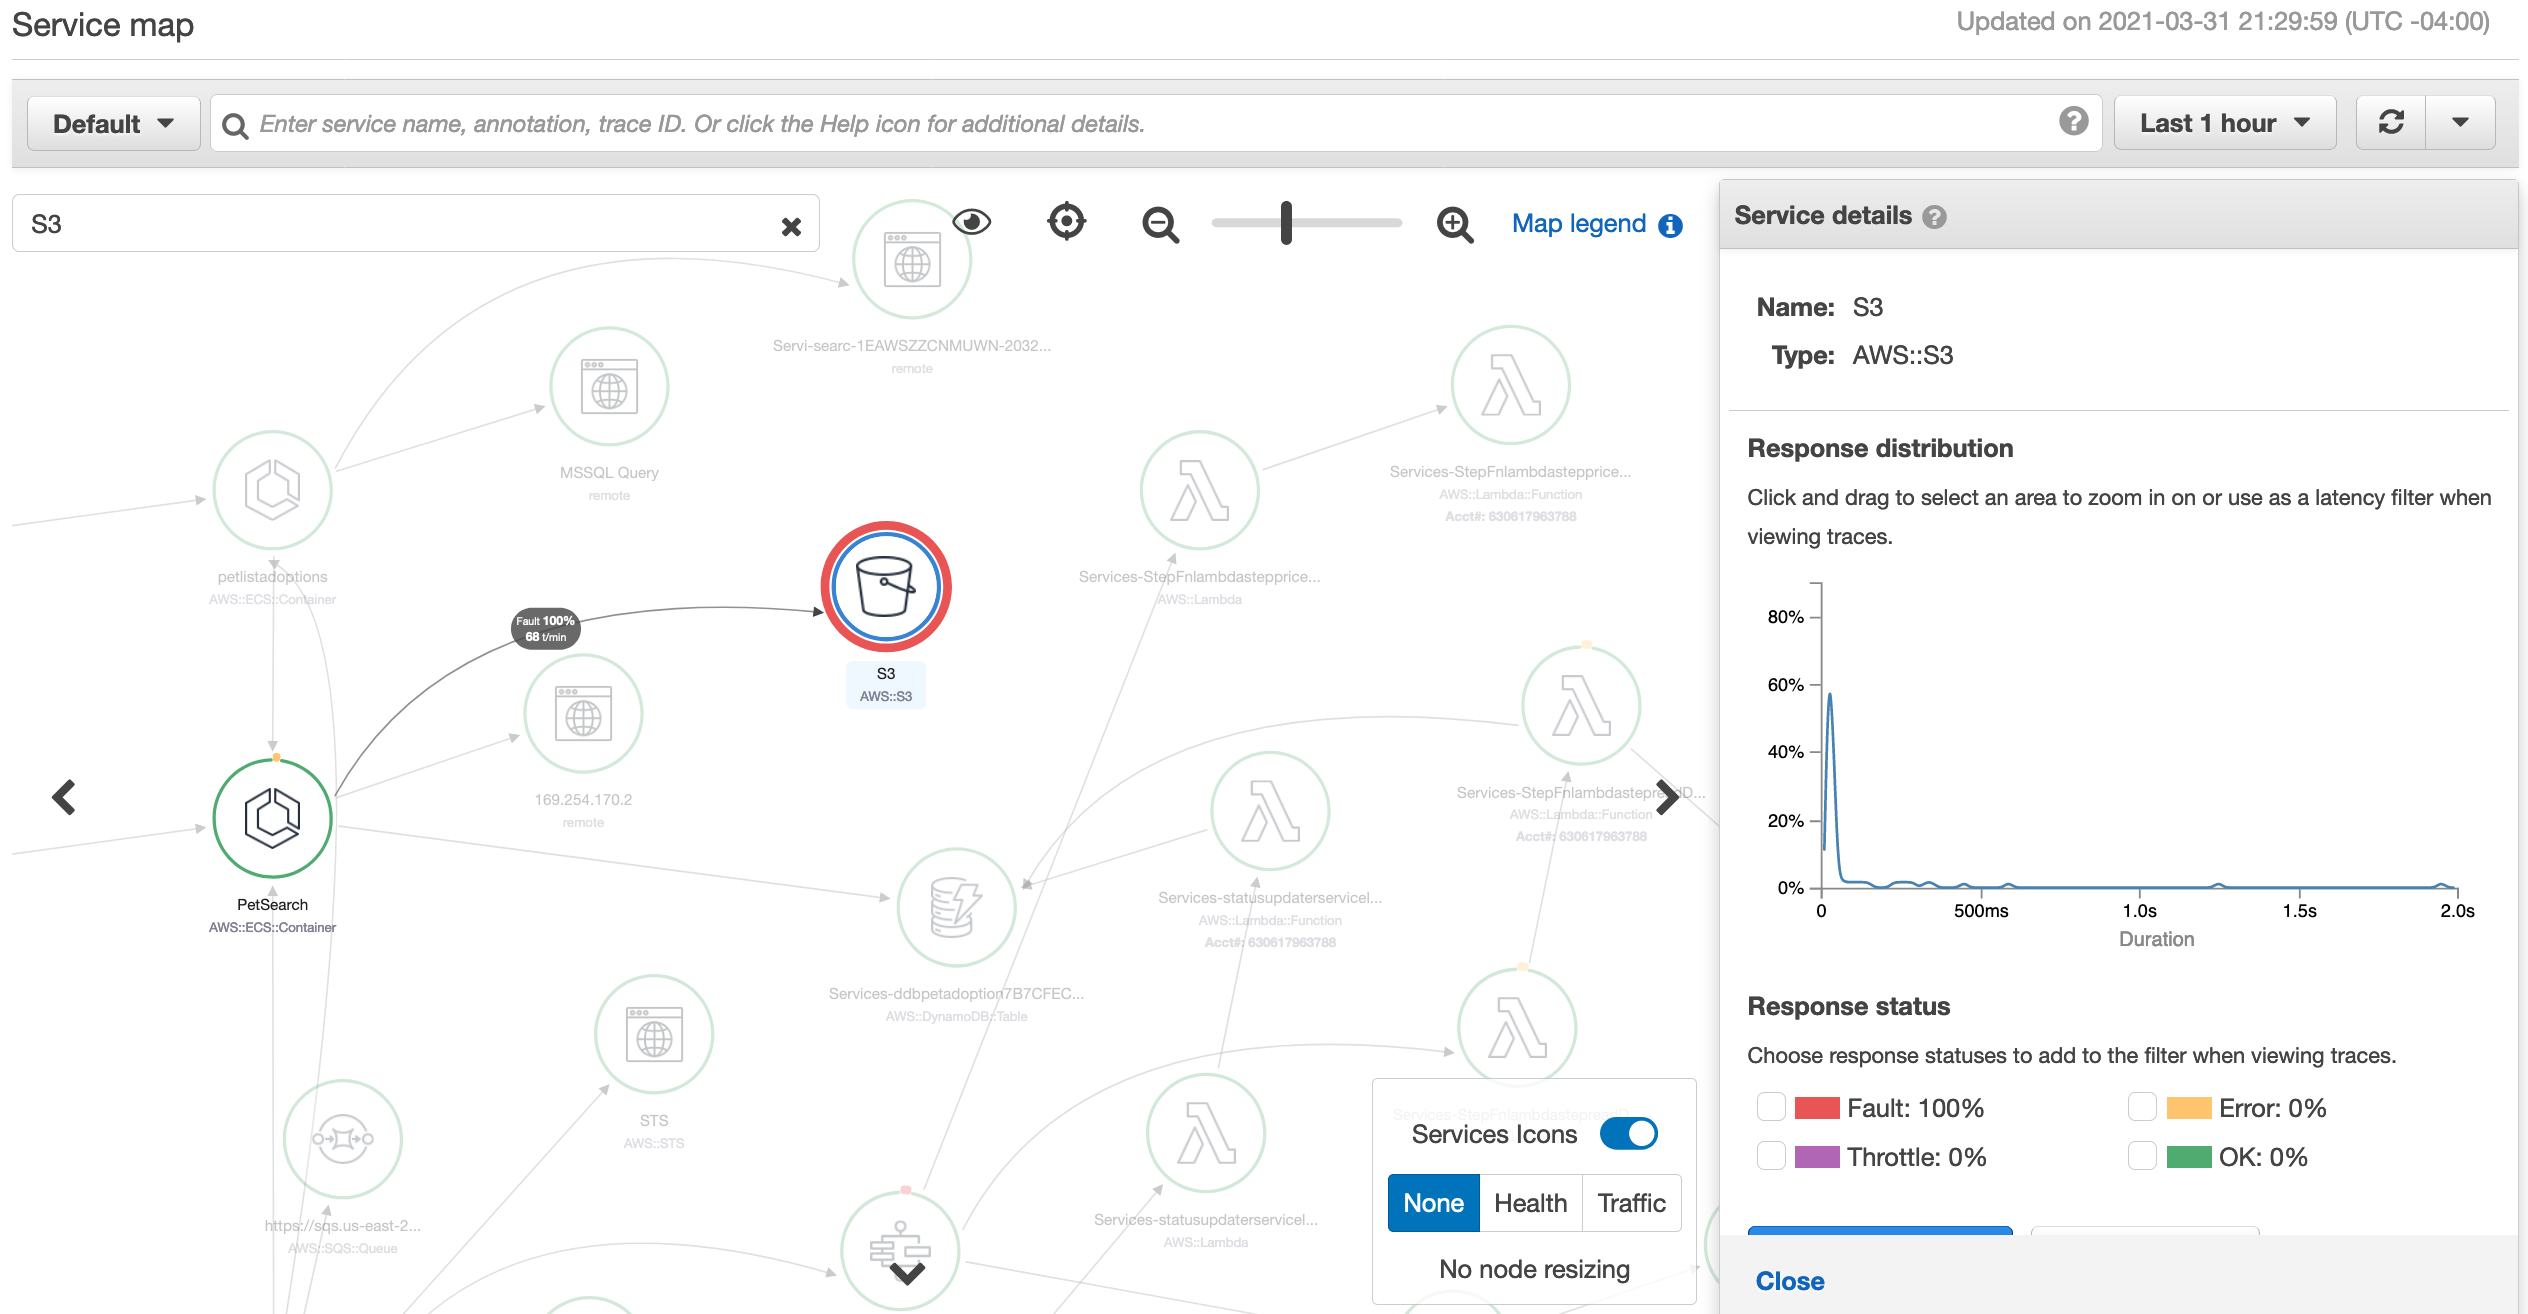 Service map
Updated on 2021-03-31 21:29:59 (UTC -04:00)
Default
Enter service name, annotation, trace ID. Or click the Help icon for additional details.
?
Last 1 hour
S3
Map legend
i
Servi-searc-1EAWSZZCNMUWN-2032...
remote
MSSQL Query
remote
Services-StepFnlambdastepprice...
AWS::Lambda::Function
Acct#: 630617963788
petlistadoptions
AWS::ECS::Container
Services-StepFnlambdastepprice...
AWS::Lambda
Fault 100%
68 t/min
S3
AWS::S3
169.254.170.2
remote
Services-StepFnlambdastepreadD...
AWS::Lambda::Function
Acct#: 630617963788
PetSearch
AWS::ECS::Container
Services-statusupdaterservicel...
AWS::Lambda::Function
Acct#: 630617963788
Services-ddbpetadoption7B7CFEC...
AWS::DynamoDB::Table
STS
AWS::STS
https://sqs.us-east-2...
AWS::SQS::Queue
Services-statusupdaterservicel...
AWS::Lambda
Services Icons
None
Health
Traffic
No node resizing
Service details
?
Name: S3
Type: AWS::S3
Response distribution
Click and drag to select an area to zoom in on or use as a latency filter when
viewing traces.
80%
60%
40%
20%
0%
0
500ms
1.0s
1.5s
2.0s
Duration
Response status
Choose response statuses to add to the filter when viewing traces.
Fault: 100%
Error: 0%
Throttle: 0%
OK: 0%
Close